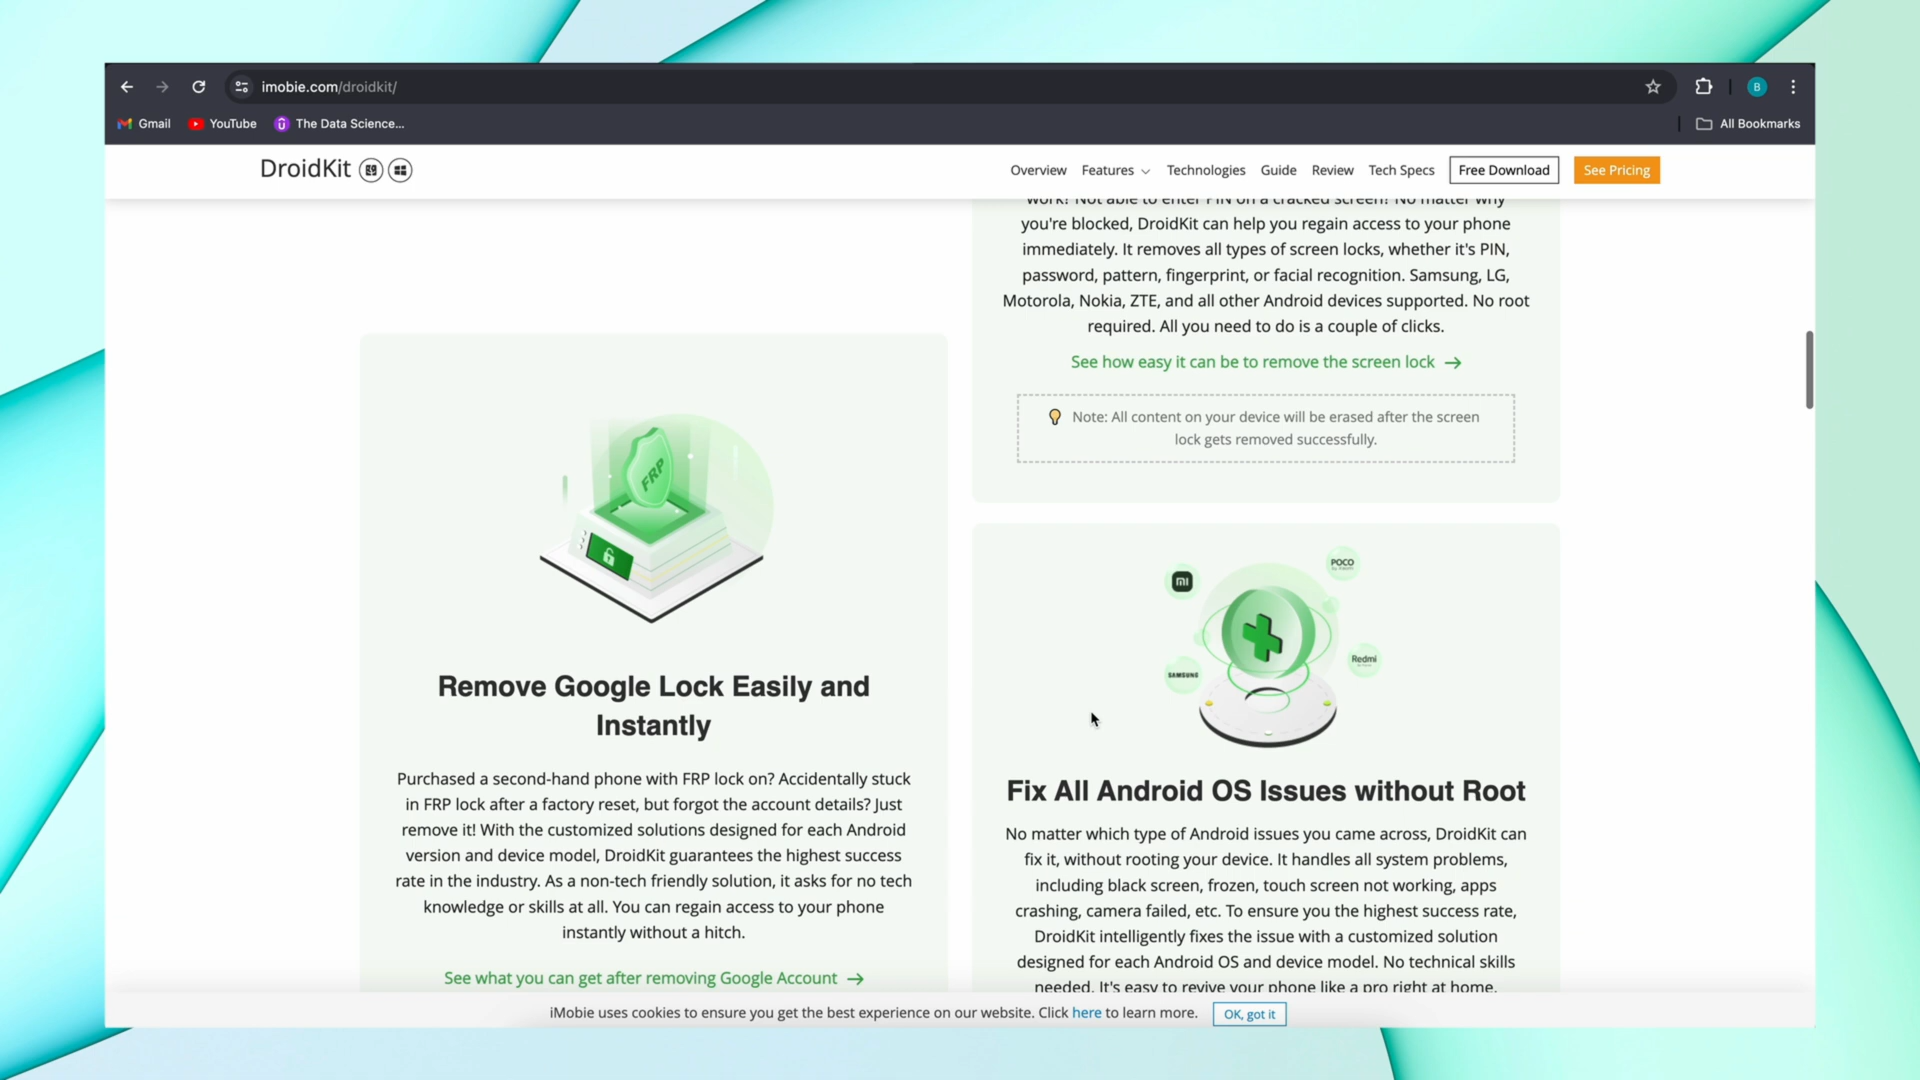 imobie.com/droidkit/
B
Gmail
YouTube
The Data Science...
All Bookmarks
DroidKit
Overview
Features
Technologies
Guide
Review
Tech Specs
Free Download
See Pricing
work? Not able to enter PIN on a cracked screen? No matter why
you're blocked, DroidKit can help you regain access to your phone
immediately. It removes all types of screen locks, whether it's PIN,
password, pattern, fingerprint, or facial recognition. Samsung, LG,
Motorola, Nokia, ZTE, and all other Android devices supported. No root
required. All you need to do is a couple of clicks.
See how easy it can be to remove the screen lock
Note: All content on your device will be erased after the screen
lock gets removed successfully.
FRP
Remove Google Lock Easily and
Instantly
Purchased a second-hand phone with FRP lock on? Accidentally stuck
in FRP lock after a factory reset, but forgot the account details? Just
remove it! With the customized solutions designed for each Android
version and device model, DroidKit guarantees the highest success
rate in the industry. As a non-tech friendly solution, it asks for no tech
knowledge or skills at all. You can regain access to your phone
instantly without a hitch.
See what you can get after removing Google Account
mi
POCO
SAMSUNG
Redmi
Fix All Android OS Issues without Root
No matter which type of Android issues you came across, DroidKit can
fix it, without rooting your device. It handles all system problems,
including black screen, frozen, touch screen not working, apps
crashing, camera failed, etc. To ensure you the highest success rate,
DroidKit intelligently fixes the issue with a customized solution
designed for each Android OS and device model. No technical skills
needed. It's easy to revive your phone like a pro right at home.
iMobie uses cookies to ensure you get the best experience on our website. Click here to learn more.
OK, got it